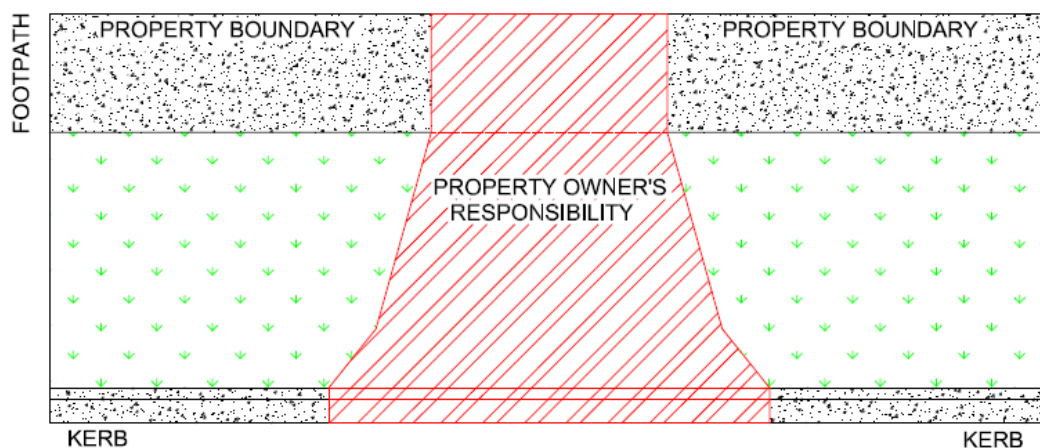 PROPERTY BOUNDARY
PROPERTY BOUNDARY
FOOTPATH
PROPERTY OWNER'S
RESPONSIBILITY
KERB
KERB